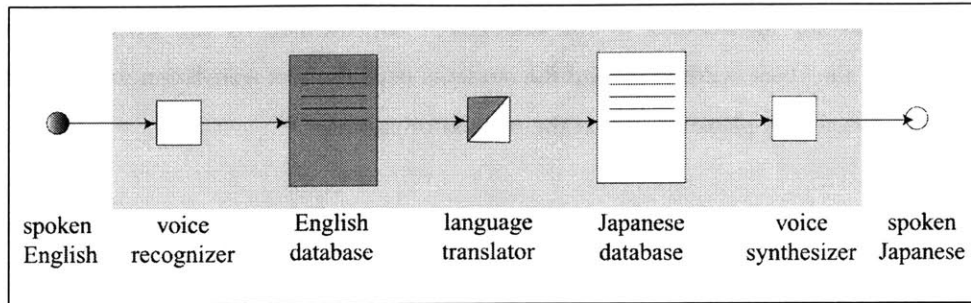 spoken voice English language Japanese voice spoken
English recognizer database translator database synthesizer Japanese